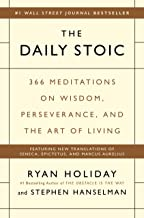 #1 WALL STREET JOURNAL BESTSELLER
THE
DAILY STOIC
366 MEDITATIONS
ON WISDOM,
PERSEVERANCE, AND
THE ART OF LIVING
FEATURING NEW TRANSLATIONS OF
SENECA, EPICTETUS, AND MARCUS AURELIUS
RYAN HOLIDAY
#1 Bestselling Author of THE OBSTACLE IS THE WAY
AND STEPHEN HANSELMAN